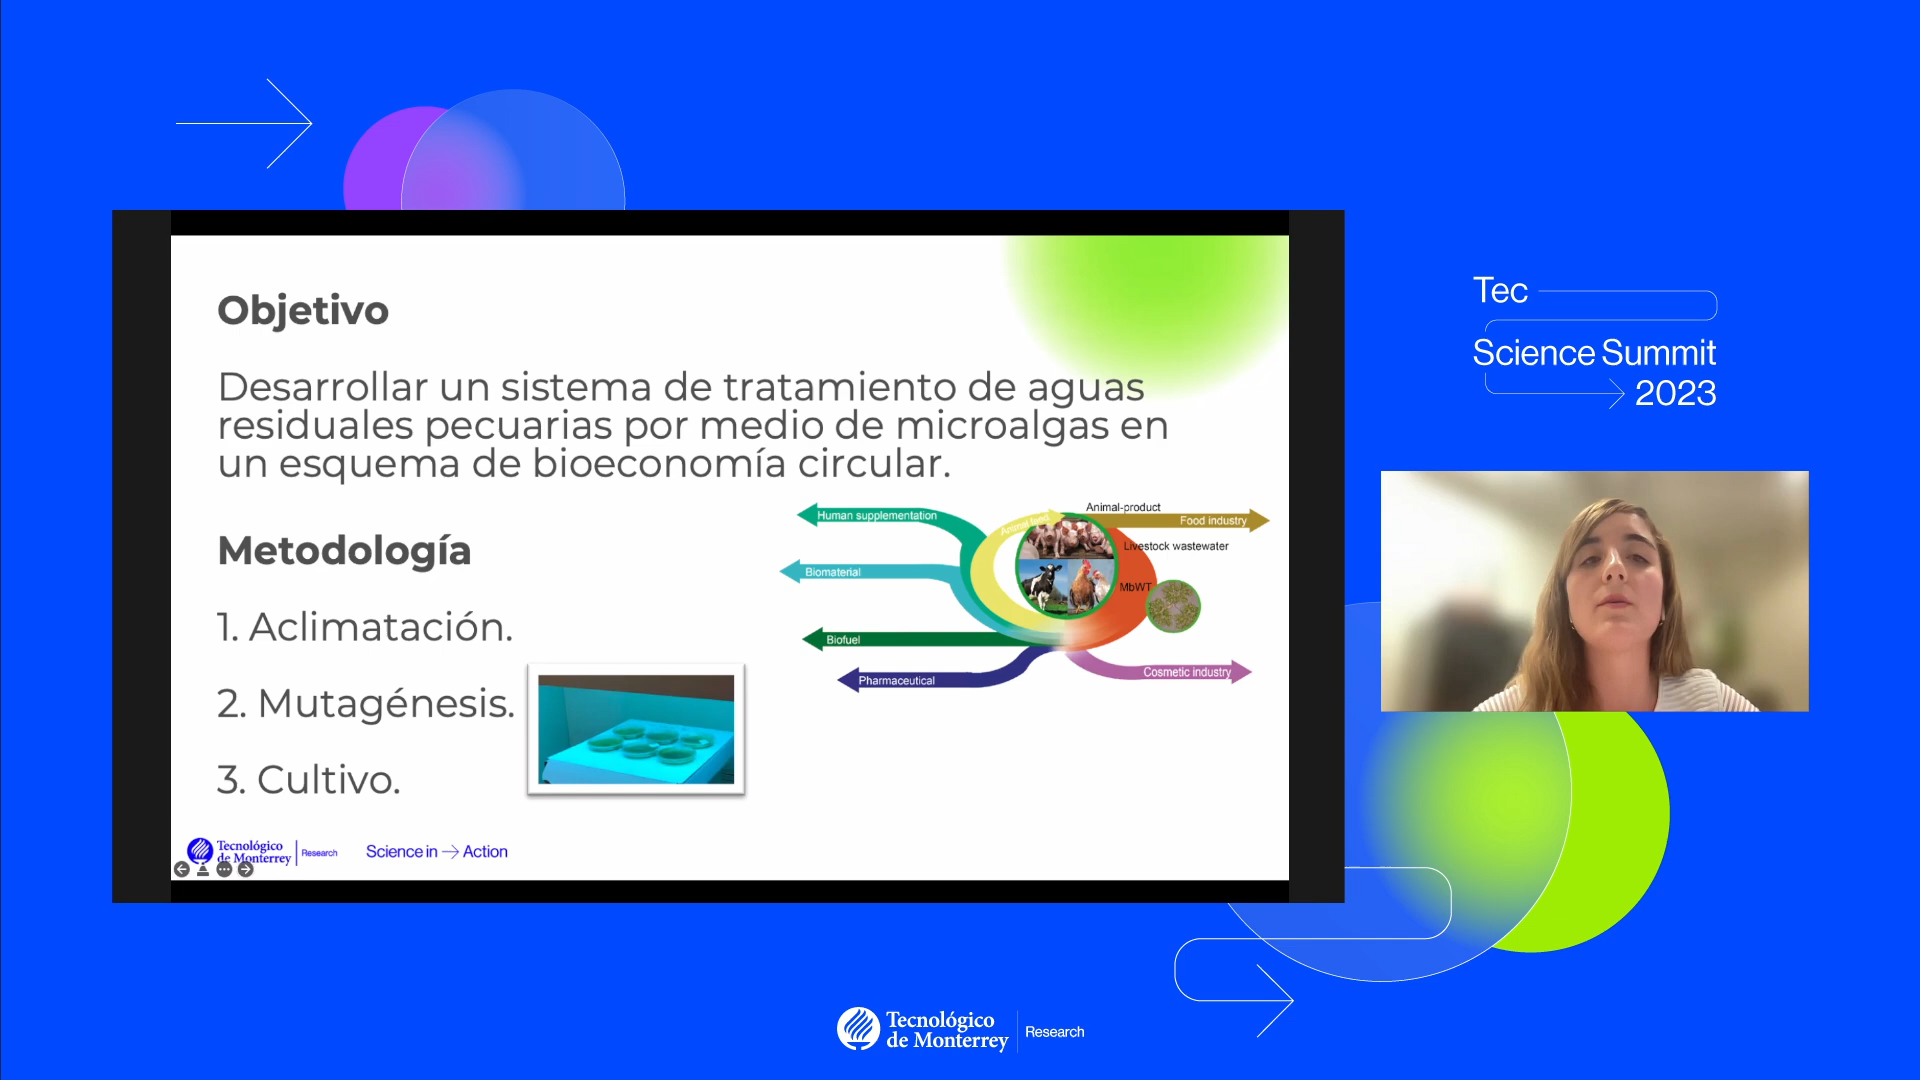 Objetivo
Desarrollar un sistema de tratamiento de aguas
residuales pecuarias por medio de microalgas en
un esquema de bioeconomía circular.
Metodología
1. Aclimatación.
2. Mutagénesis.
3. Cultivo.
Human supplementation
Biomaterial
Biofuel
Pharmaceutical
Animal feed
Animal-product
Food industry
Livestock wastewater
MbWT
Cosmetic industry
Tecnológico
de Monterrey
Research
Science in Action
Tec
Science Summit
2023
Tecnológico
de Monterrey
Research